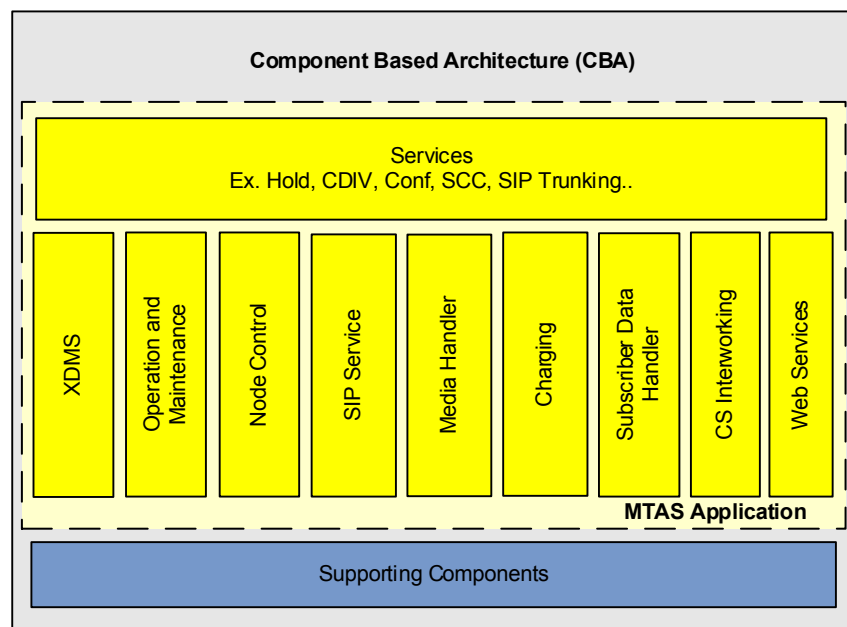 Component Based Architecture (CBA)
Services
Ex. Hold, CDIV, Conf, SCC, SIP Trunking..
XDMS
Operation and
Maintenance
Node Control
SIP Service
Media Handler
Charging
Subscriber Data
Handler
CS Interworking
Web Services
MTAS Application
Supporting Components